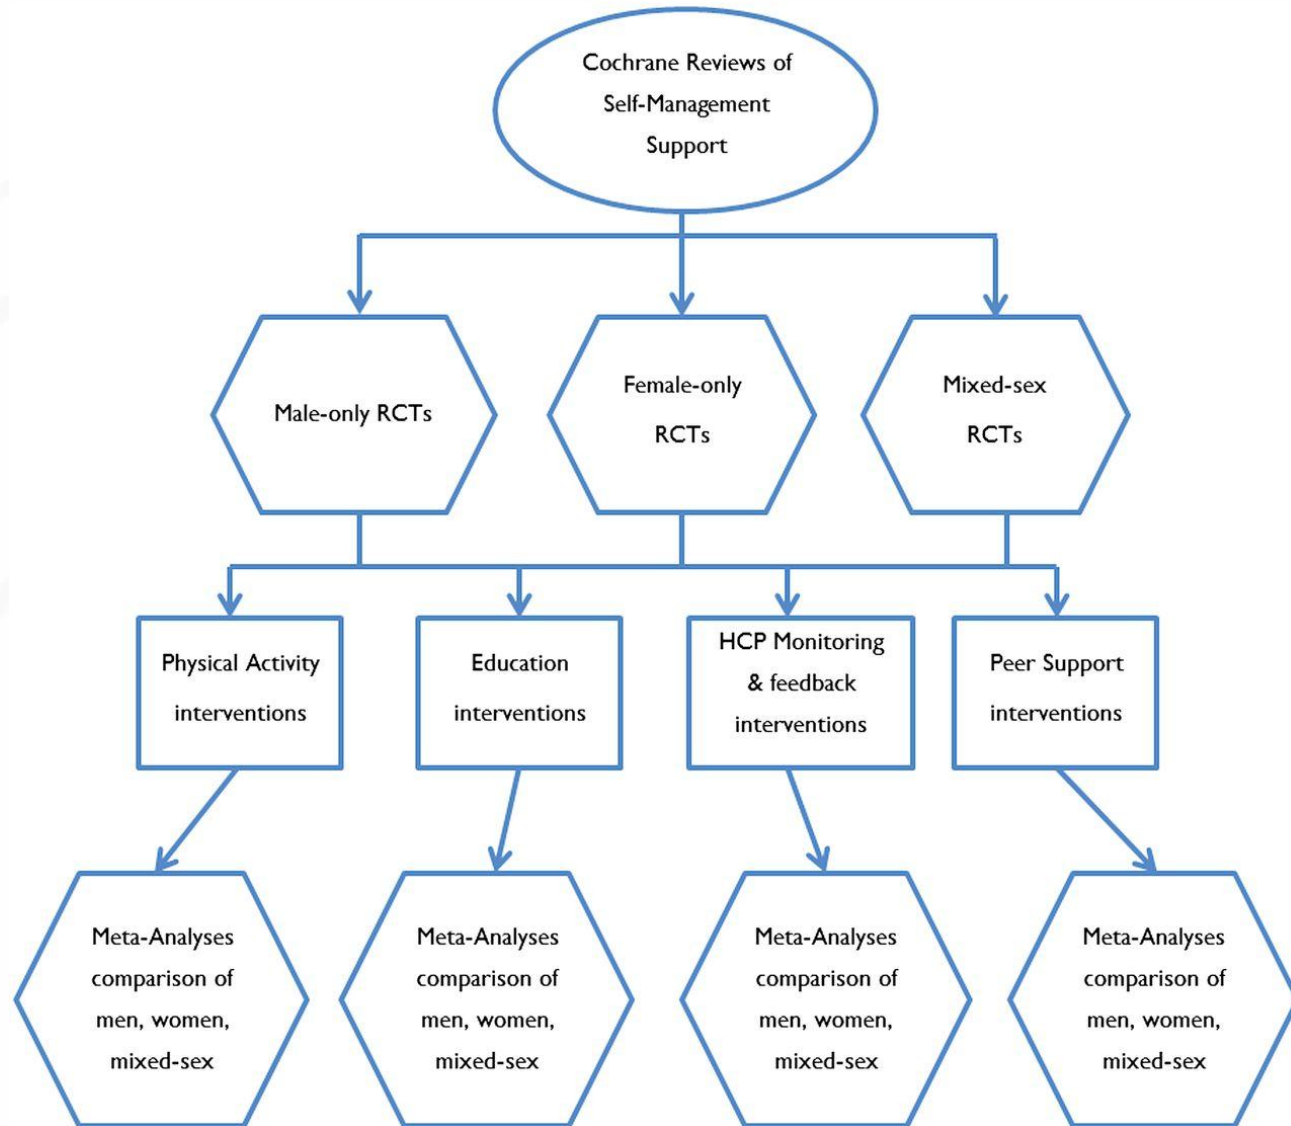 Cochrane Reviews of
Self-Management
Support
Male-only RCTs
Female-only
RCTs
Mixed-sex
RCTs
Physical Activity
interventions
Education
interventions
HCP Monitoring
& feedback
interventions
Peer Support
interventions
Meta-Analyses
comparison of
men, women,
mixed-sex
Meta-Analyses
comparison of
men, women,
mixed-sex
Meta-Analyses
comparison of
men, women,
mixed-sex
Meta-Analyses
comparison of
men, women,
mixed-sex